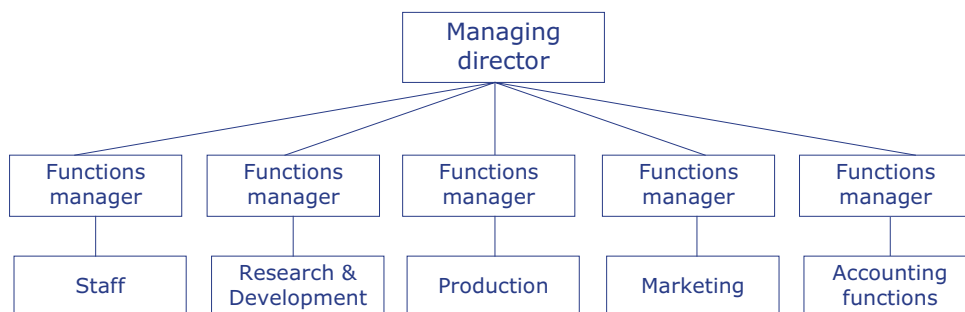 Managing
director
Functions
manager
Functions
manager
Functions
manager
Functions
manager
Functions
manager
Staff
Research &
Development
Production
Marketing
Accounting
functions